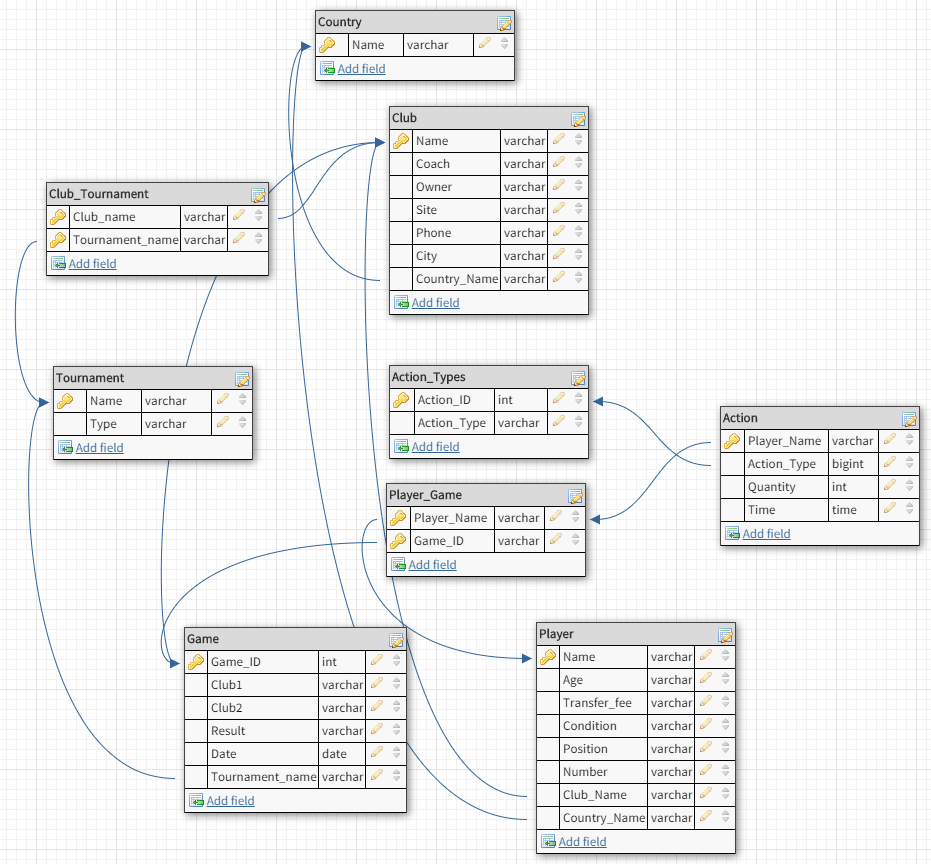 Country
Name varchar
Add field
Club
Name varchar
Coach varchar
Owner varchar
Site varchar
Phone varchar
City varchar
Country_Name varchar
Add field
Club_Tournament
Club_name varchar
Tournament_name varchar
Add field
Tournament
Name varchar
Type varchar
Add field
Action_Types
Action_ID int
Action_Type varchar
Add field
Action
Player_Name varchar
Action_Type bigint
Quantity int
Time time
Add field
Player_Game
Player_Name varchar
Game_ID varchar
Add field
Game
Game_ID int
Club1 varchar
Club2 varchar
Result varchar
Date date
Tournament_name varchar
Add field
Player
Name varchar
Age varchar
Transfer_fee varchar
Condition varchar
Position varchar
Number varchar
Club_Name varchar
Country_Name varchar
Add field